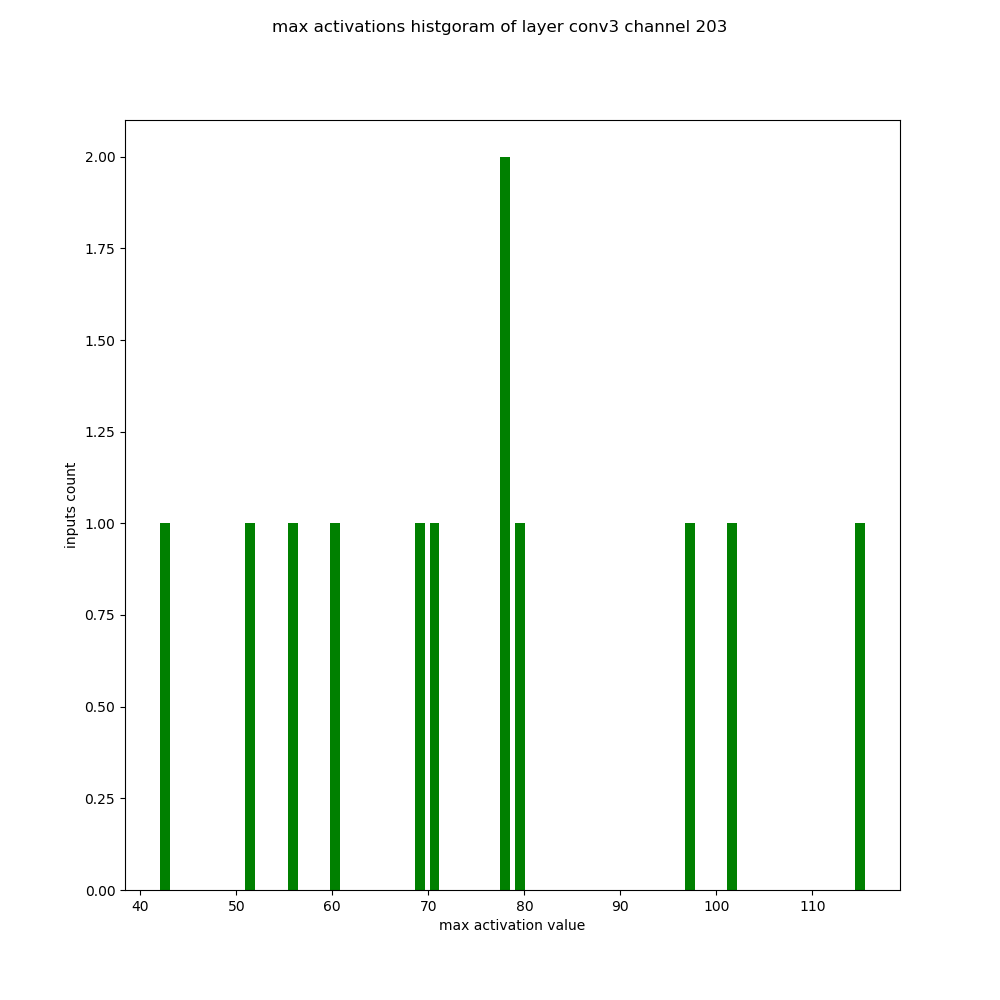 max activations histgoram of layer conv3 channel 203
2.00
1.75
1.50
1.25
1.00
0.75
0.50
0.25
0.00
inputs count
40 50 60 70 80 90 100 110
max activation value